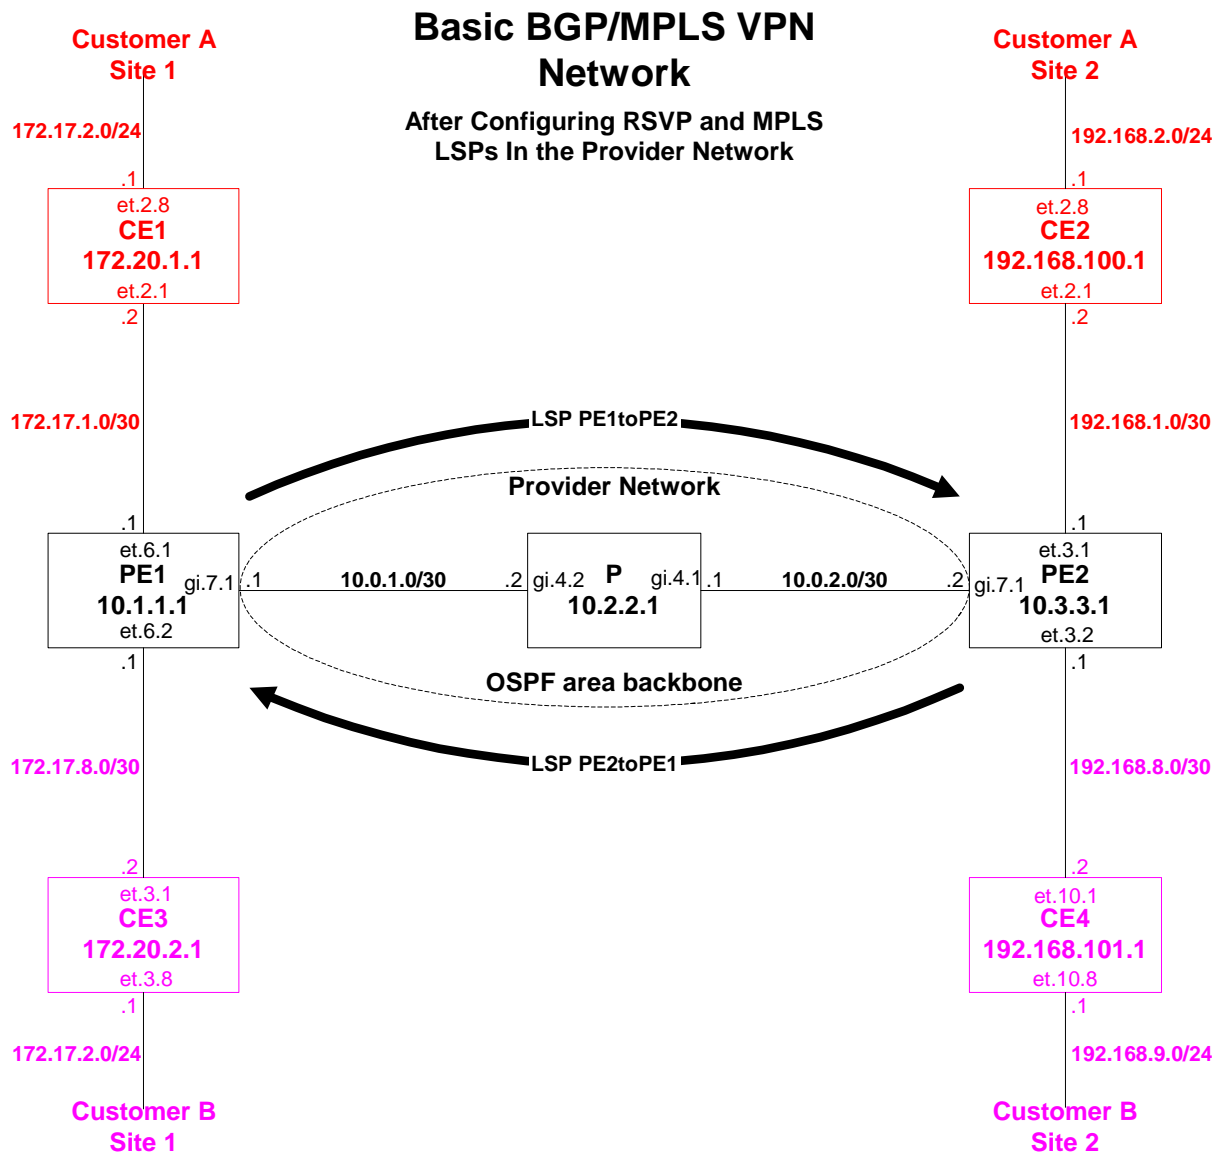 Basic BGP/MPLS VPN
Network
After Configuring RSVP and MPLS
LSPs In the Provider Network
Customer A
Site 1
172.17.2.0/24
.1
et.2.8
CE1
172.20.1.1
et.2.1
.2
172.17.1.0/30
Customer A
Site 2
192.168.2.0/24
.1
et.2.8
CE2
192.168.100.1
et.2.1
.2
192.168.1.0/30
LSP PE1toPE2
Provider Network
.1
et.6.1
PE1
10.1.1.1
et.6.2
gi.7.1
.1
10.0.1.0/30
.2
gi.4.2
P
10.2.2.1
gi.4.1
.1
10.0.2.0/30
.2
gi.7.1
.1
et.3.1
PE2
10.3.3.1
et.3.2
.1
.1
OSPF area backbone
LSP PE2toPE1
172.17.8.0/30
.2
et.3.1
CE3
172.20.2.1
et.3.8
.1
172.17.2.0/24
Customer B
Site 1
192.168.8.0/30
.2
et.10.1
CE4
192.168.101.1
et.10.8
.1
192.168.9.0/24
Customer B
Site 2